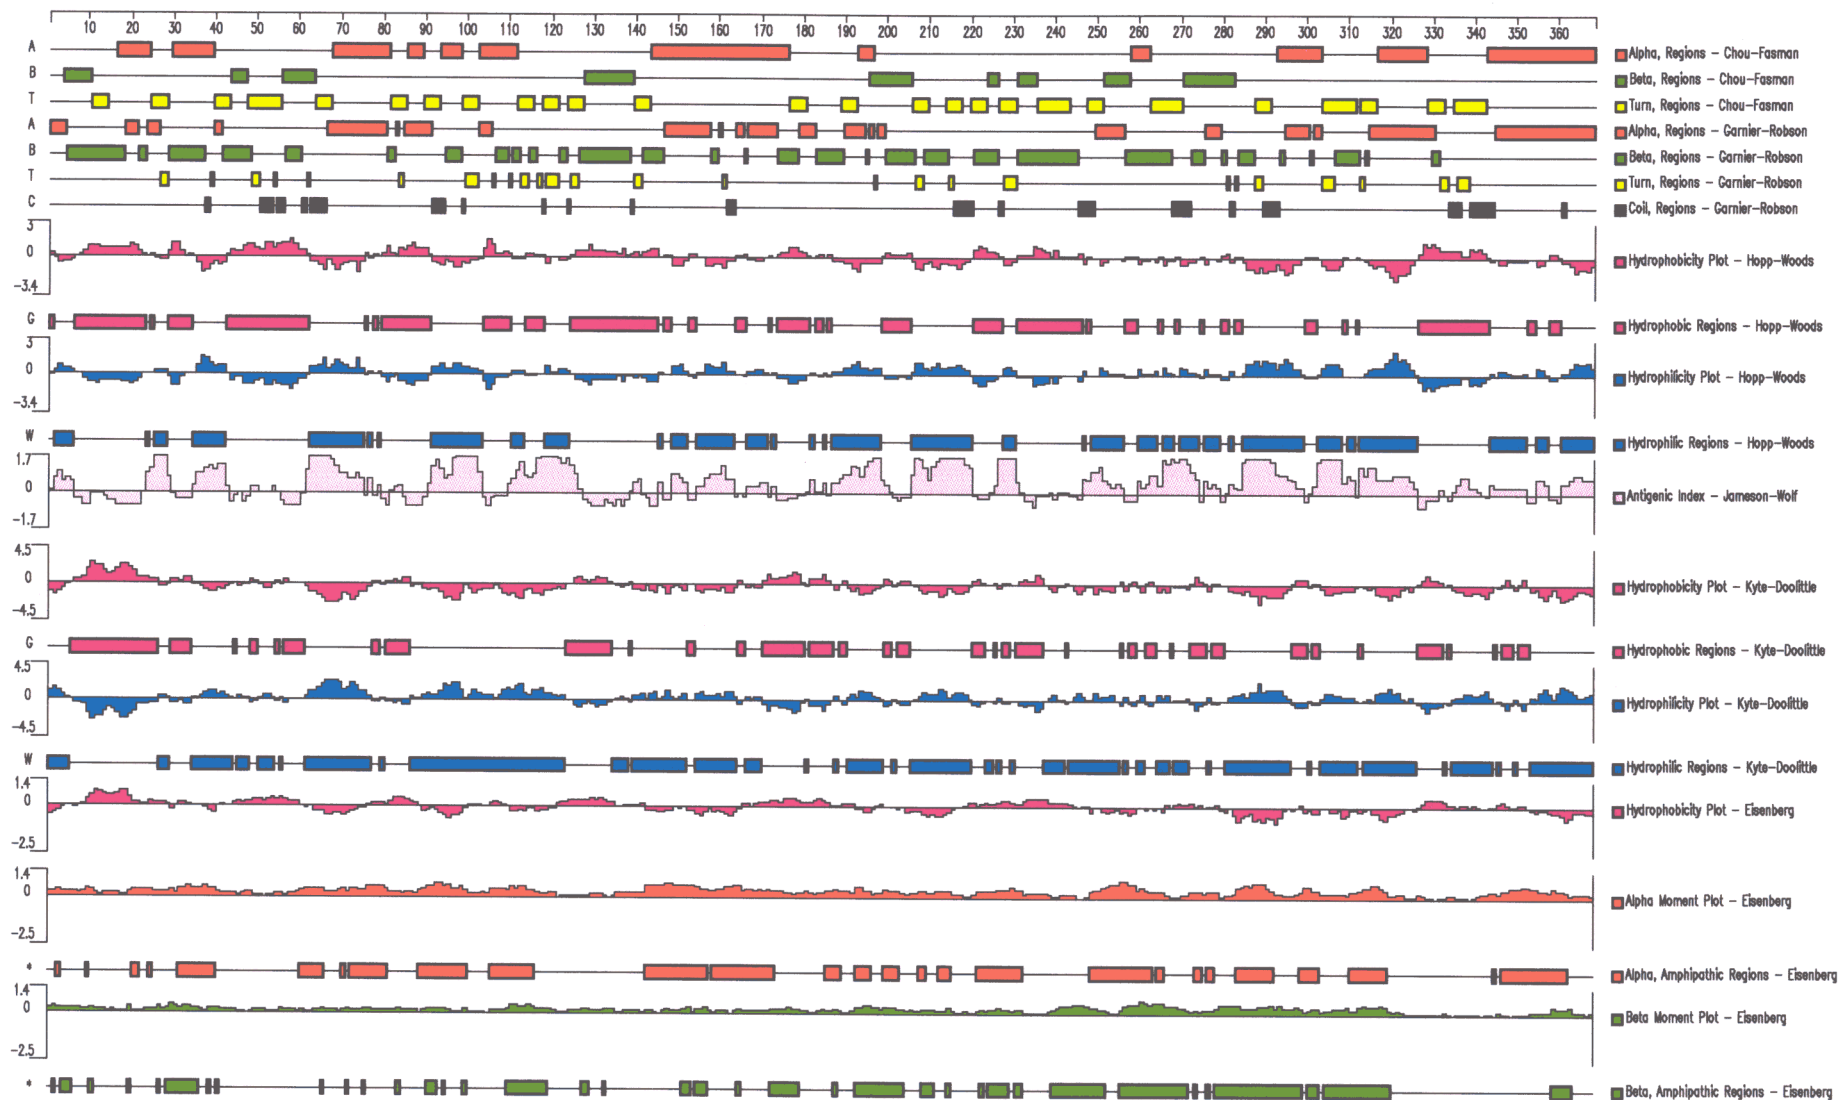 10 20 30 40 50 60 70 80 90 100 110 120 130 140 150 160 170 180 190 200 210 220 230 240 250 260 270 280 290 300 310 320 330 340 350 360
A Alpha, Regions – Chou–Fasman
B Beta, Regions – Chou–Fasman
T Turn, Regions – Chou–Fasman
A Alpha, Regions – Garnier–Robson
B Beta, Regions – Garnier–Robson
T Turn, Regions – Garnier–Robson
C Coil, Regions – Garnier–Robson
3
0 Hydrophobicity Plot – Hopp–Woods
–3.4
G Hydrophobic Regions – Hopp–Woods
3
0 Hydrophilicity Plot – Hopp–Woods
–3.4
W Hydrophilic Regions – Hopp–Woods
1.7
0 Antigenic Index – Jameson–Wolf
–1.7
4.5
0 Hydrophobicity Plot – Kyte–Doolittle
–4.5
G Hydrophobic Regions – Kyte–Doolittle
4.5
0 Hydrophilicity Plot – Kyte–Doolittle
–4.5
W Hydrophilic Regions – Kyte–Doolittle
1.4
0 Hydrophobicity Plot – Eisenberg
–2.5
1.4
0 Alpha Moment Plot – Eisenberg
–2.5
* Alpha, Amphipathic Regions – Eisenberg
1.4
0 Beta Moment Plot – Eisenberg
–2.5
* Beta, Amphipathic Regions – Eisenberg